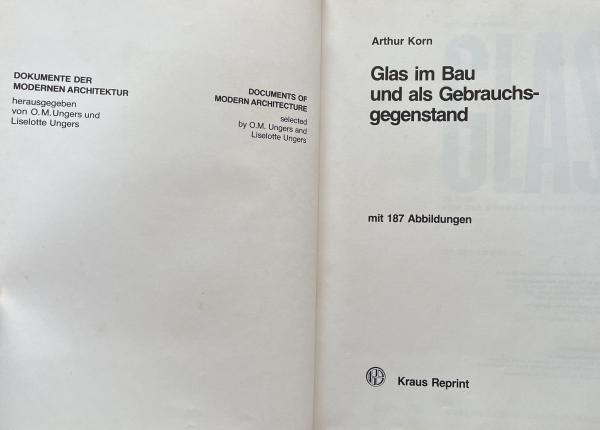 DOKUMENTE DER
MODERNEN ARCHITEKTUR
herausgegeben
von O. M. Ungers und
Liselotte Ungers
DOCUMENTS OF
MODERN ARCHITECTURE
selected
by O. M. Ungers and
Liselotte Ungers
Arthur Korn
Glas im Bau
und als Gebrauchs-
gegenstand
mit 187 Abbildungen
Kraus Reprint